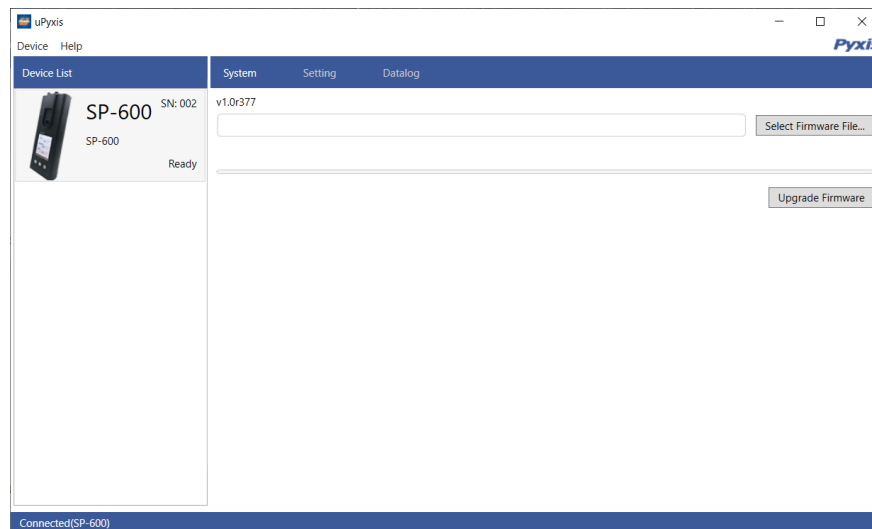 uPyxis
Device Help
Device List
SP-600 SN: 002
SP-600
Ready
System Setting Datalog
v1.0r377
Select Firmware File...
Upgrade Firmware
Connected(SP-600)